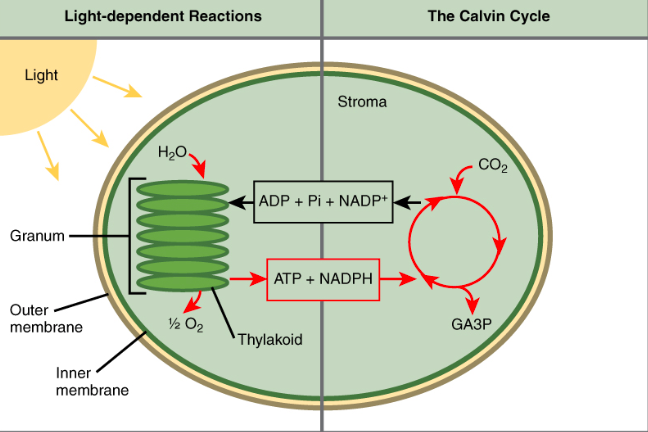 Light-dependent Reactions
The Calvin Cycle
Light
Stroma
H₂O
CO₂
ADP + Pi + NADP⁺
Granum
ATP + NADPH
Outer
membrane
½ O₂
GA3P
Thylakoid
Inner
membrane